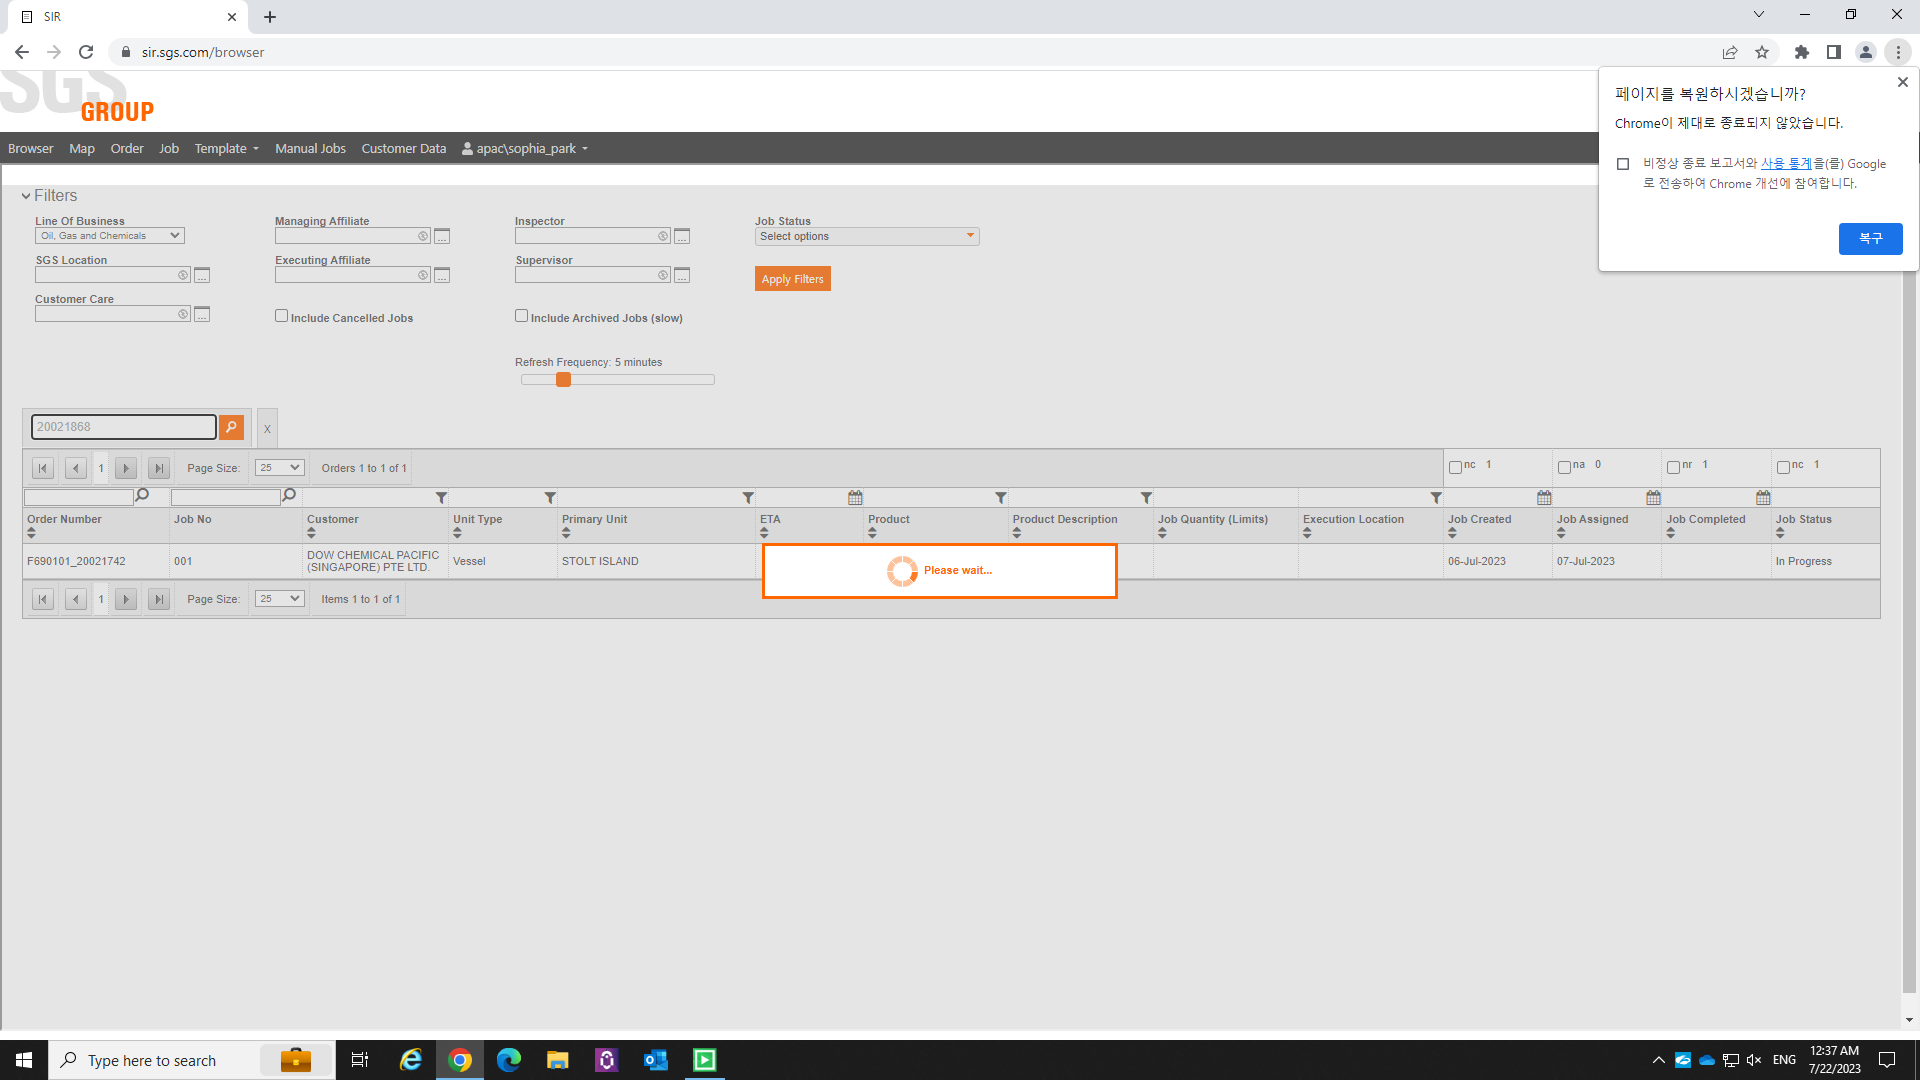 SIR
sir.sgs.com/browser
SGS
GROUP
Browser Map Order Job Template Manual Jobs Customer Data apac\sophia_park
페이지를 복원하시겠습니까?
Chrome이 제대로 종료되지 않았습니다.
비정상 종료 보고서와 사용 통계을(를) Google
로 전송하여 Chrome 개선에 참여합니다.
복구
Filters
Line Of Business Managing Affiliate Inspector Job Status
Oil, Gas and Chemicals ... ... Select options
SGS Location Executing Affiliate Supervisor
... ... ... Apply Filters
Customer Care
... Include Cancelled Jobs Include Archived Jobs (slow)
Refresh Frequency: 5 minutes
20021868 X
1 Page Size: 25 Orders 1 to 1 of 1 nc 1 na 0 nr 1 nc 1
Order Number Job No Customer Unit Type Primary Unit ETA Product Product Description Job Quantity (Limits) Execution Location Job Created Job Assigned Job Completed Job Status
F690101_20021742 001 DOW CHEMICAL PACIFIC (SINGAPORE) PTE LTD. Vessel STOLT ISLAND 06-Jul-2023 07-Jul-2023 In Progress
Please wait...
1 Page Size: 25 Items 1 to 1 of 1
Type here to search
ENG
12:37 AM
7/22/2023